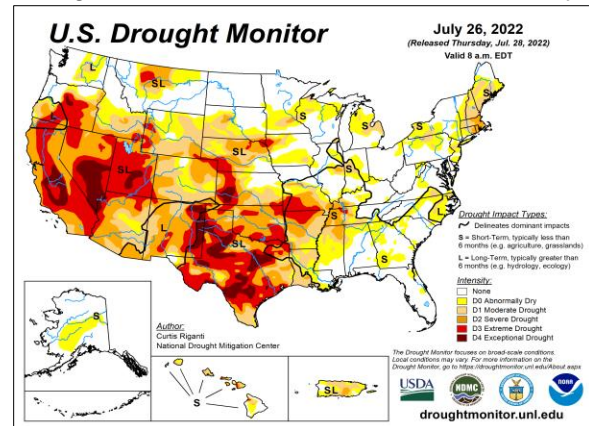 U.S. Drought Monitor
July 26, 2022
(Released Thursday, Jul. 28, 2022)
Valid 8 a.m. EDT
L
SL
S
S
S
S
SL
SL
S
S
L
L
SL
S
L
Drought Impact Types:
Delineates dominant impacts
S = Short-Term, typically less than
6 months (e.g. agriculture, grasslands)
L = Long-Term, typically greater than
6 months (e.g. hydrology, ecology)
Intensity:
None
D0 Abnormally Dry
D1 Moderate Drought
D2 Severe Drought
D3 Extreme Drought
D4 Exceptional Drought
S
Author:
Curtis Riganti
National Drought Mitigation Center
S
SL
The Drought Monitor focuses on broad-scale conditions.
Local conditions may vary. For more information on the
Drought Monitor, go to https://droughtmonitor.unl.edu/About.aspx
USDA
NDMC
NOAA
droughtmonitor.unl.edu